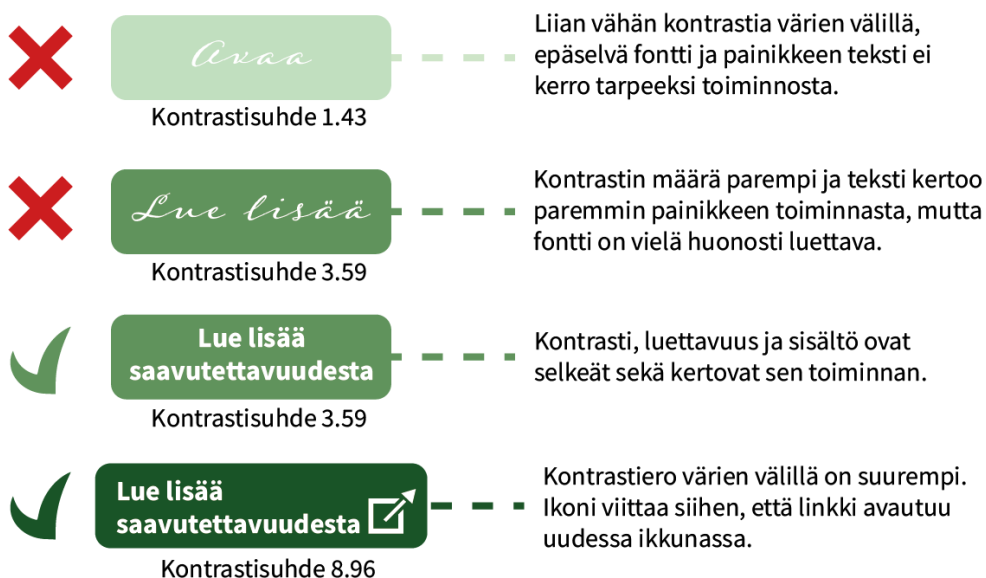 Avaa
Kontrastisuhde 1.43
Liian vähän kontrastia värien välillä,
epäselvä fontti ja painikkeen teksti ei
kerro tarpeeksi toiminnosta.
Lue lisää
Kontrastisuhde 3.59
Kontrastin määrä parempi ja teksti kertoo
paremmin painikkeen toiminnasta, mutta
fontti on vielä huonosti luettava.
Lue lisää
saavutettavuudesta
Kontrastisuhde 3.59
Kontrasti, luettavuus ja sisältö ovat
selkeät sekä kertovat sen toiminnan.
Lue lisää
saavutettavuudesta
Kontrastisuhde 8.96
Kontrastiero värien välillä on suurempi.
Ikoni viittaa siihen, että linkki avautuu
uudessa ikkunassa.